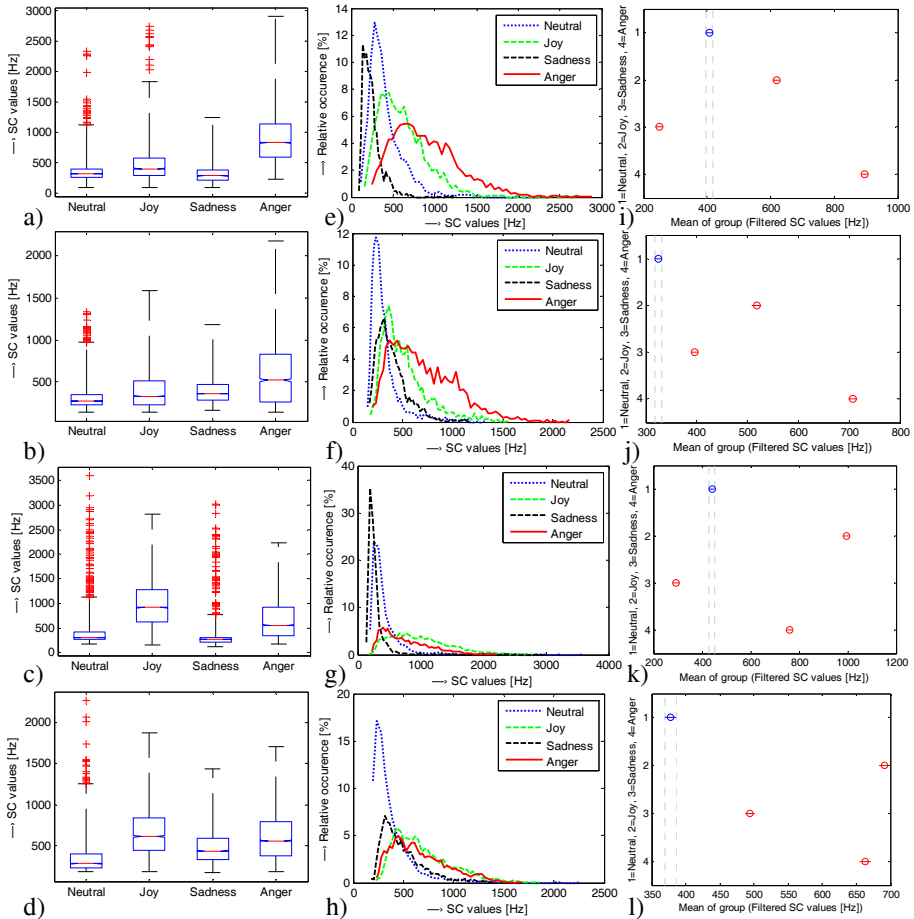 3000
2500
2000
1500
1000
500
0
—› SC values [Hz]
Neutral Joy Sadness Anger
a)
14
12
10
8
6
4
2
0
—› Relative occurence [%]
Neutral
Joy
Sadness
Anger
0 500 1000 1500 2000 2500 3000
—› SC values [Hz]
e)
1=Neutral, 2=Joy, 3=Sadness, 4=Anger
1
2
3
4
200 400 600 800 1000
Mean of group (Filtered SC values [Hz])
i)
2000
1500
1000
500
—› SC values [Hz]
Neutral Joy Sadness Anger
b)
12
10
8
6
4
2
0
—› Relative occurence [%]
Neutral
Joy
Sadness
Anger
0 500 1000 1500 2000 2500
—› SC values [Hz]
f)
1=Neutral, 2=Joy, 3=Sadness, 4=Anger
1
2
3
4
300 400 500 600 700 800
Mean of group (Filtered SC values [Hz])
j)
3500
3000
2500
2000
1500
1000
500
0
—› SC values [Hz]
Neutral Joy Sadness Anger
c)
40
30
20
10
0
—› Relative occurence [%]
Neutral
Joy
Sadness
Anger
0 1000 2000 3000 4000
—› SC values [Hz]
g)
1=Neutral, 2=Joy, 3=Sadness, 4=Anger
1
2
3
4
200 400 600 800 1000 1200
Mean of group (Filtered SC values [Hz])
k)
2000
1500
1000
500
—› SC values [Hz]
Neutral Joy Sadness Anger
d)
20
15
10
5
0
—› Relative occurence [%]
Neutral
Joy
Sadness
Anger
0 500 1000 1500 2000 2500
—› SC values [Hz]
h)
1=Neutral, 2=Joy, 3=Sadness, 4=Anger
1
2
3
4
350 400 450 500 550 600 650 700
Mean of group (Filtered SC values [Hz])
l)